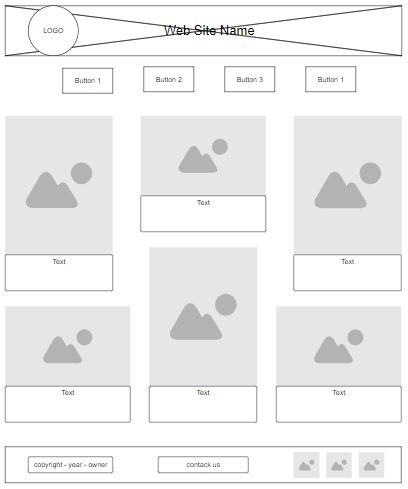 LOGO
Web Site Name
Button 1
Button 2
Button 3
Button 1
Text
Text
Text
Text
Text
Text
copyright - year - owner
contack us